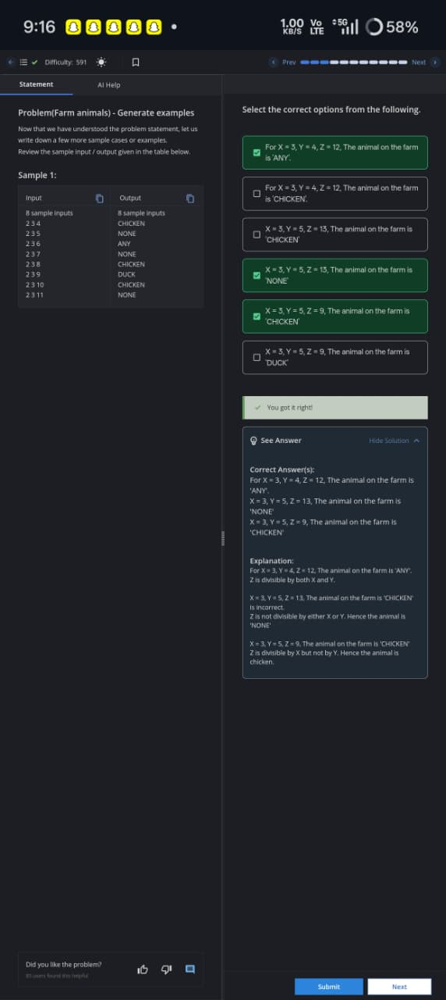 9:16
1.00 KB/S Vo LTE 5G 58%
Difficulty: 591
Prev
Next
Statement
AI Help
Problem(Farm animals) - Generate examples
Now that we have understood the problem statement, let us
write down a few more sample cases or examples.
Review the sample input / output given in the table below.
Sample 1:
Input
Output
8 sample inputs
8 sample inputs
2 3 4
CHICKEN
2 3 5
NONE
2 3 6
ANY
2 3 7
NONE
2 3 8
CHICKEN
2 3 9
DUCK
2 3 10
CHICKEN
2 3 11
NONE
Did you like the problem?
85 users found this helpful
Select the correct options from the following.
For X = 3, Y = 4, Z = 12, The animal on the farm
is 'ANY'.
For X = 3, Y = 4, Z = 12, The animal on the farm
is 'CHICKEN'.
X = 3, Y = 5, Z = 13, The animal on the farm is
'CHICKEN'
X = 3, Y = 5, Z = 13, The animal on the farm is
'NONE'
X = 3, Y = 5, Z = 9, The animal on the farm is
'CHICKEN'
X = 3, Y = 5, Z = 9, The animal on the farm is
'DUCK'
You got it right!
See Answer
Hide Solution
Correct Answer(s):
For X = 3, Y = 4, Z = 12, The animal on the farm is
'ANY'.
X = 3, Y = 5, Z = 13, The animal on the farm is
'NONE'
X = 3, Y = 5, Z = 9, The animal on the farm is
'CHICKEN'
Explanation:
For X = 3, Y = 4, Z = 12, The animal on the farm is 'ANY'.
Z is divisible by both X and Y.
X = 3, Y = 5, Z = 13, The animal on the farm is 'CHICKEN'
is incorrect.
Z is not divisible by either X or Y. Hence the animal is
'NONE'
X = 3, Y = 5, Z = 9, The animal on the farm is 'CHICKEN'
Z is divisible by X but not by Y. Hence the animal is
chicken.
Submit
Next